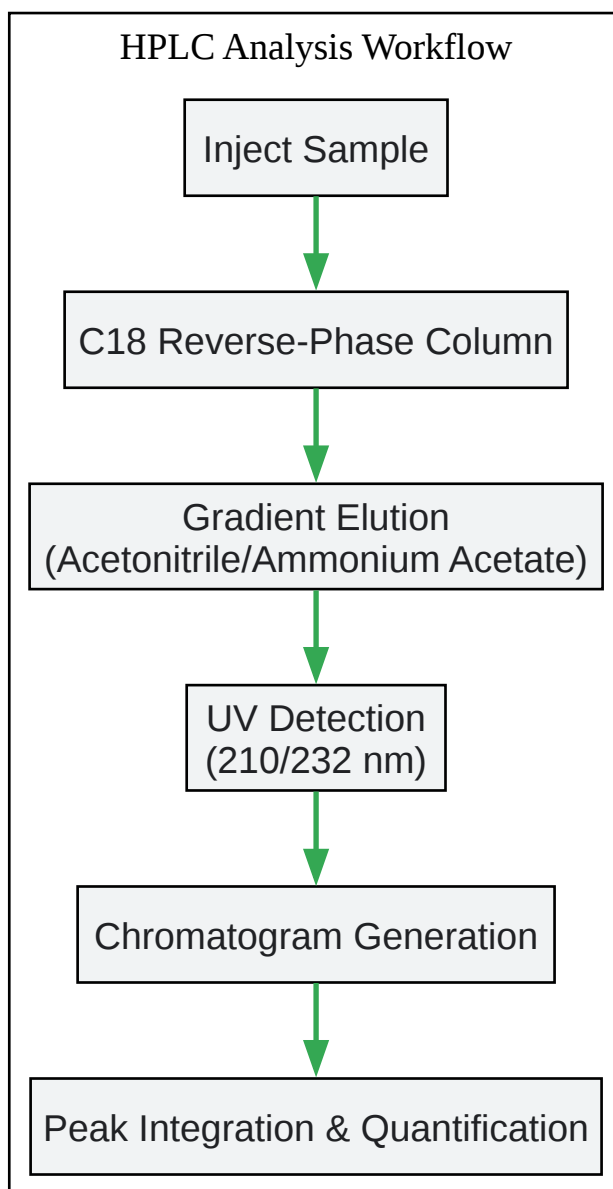 HPLC Analysis Workflow
Inject Sample
C18 Reverse-Phase Column
Gradient Elution
(Acetonitrile/Ammonium Acetate)
UV Detection
(210/232 nm)
Chromatogram Generation
Peak Integration & Quantification